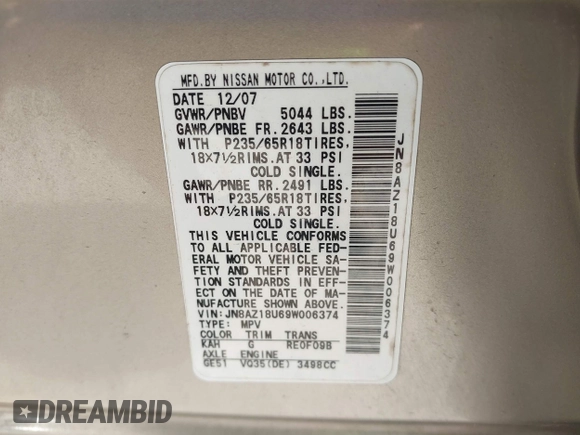 MFD.BY NISSAN MOTOR CO.,LTD.
DATE 12/07
GVWR/PNBV 5044 LBS.
GAWR/PNBE FR. 2643 LBS.
WITH P235/65R18TIRES,
18X7½RIMS.AT 33 PSI
COLD SINGLE.
GAWR/PNBE RR. 2491 LBS.
WITH P235/65R18TIRES,
18X7½RIMS.AT 33 PSI
COLD SINGLE.
THIS VEHICLE CONFORMS
TO ALL APPLICABLE FED-
ERAL MOTOR VEHICLE SA-
FETY AND THEFT PREVEN-
TION STANDARDS IN EFF-
ECT ON THE DATE OF MA-
NUFACTURE SHOWN ABOVE
VIN:JN8AZ18U69W006374
TYPE: MPV
COLOR TRIM TRANS
KAH G RE0F09B
AXLE ENGINE
GE51 VQ35(DE) 3498CC
JN8AZ18U69W006374
DREAMBID